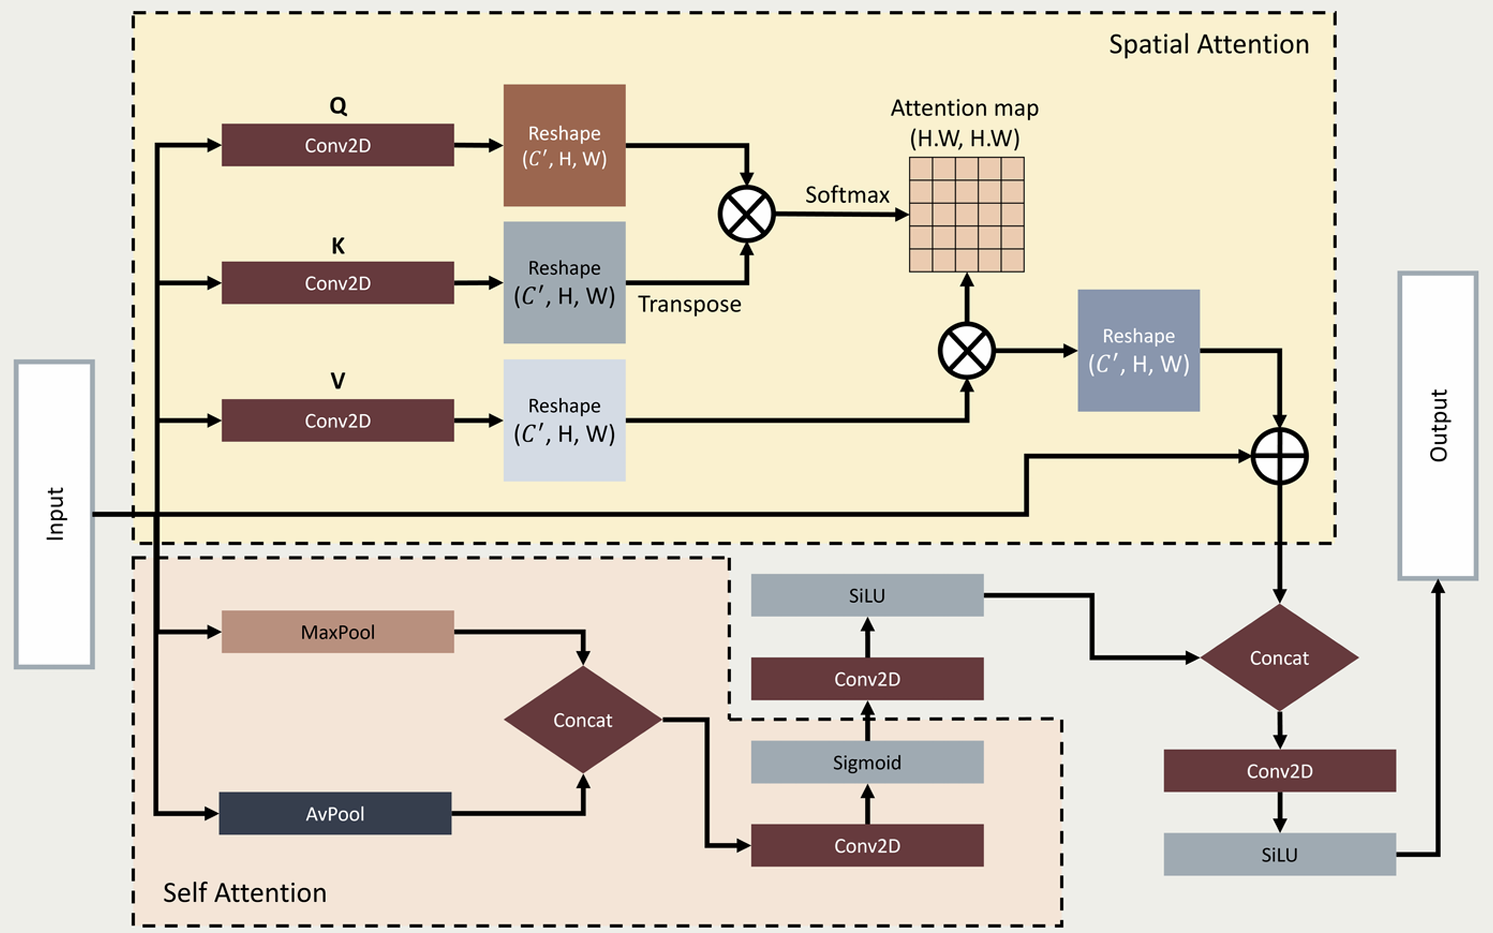 Spatial Attention
Q
Conv2D
Reshape
(C′, H, W)
Attention map
(H.W, H.W)
Softmax
K
Conv2D
Reshape
(C′, H, W)
Transpose
Reshape
(C′, H, W)
V
Conv2D
Reshape
(C′, H, W)
Input
Output
MaxPool
SiLU
Conv2D
Concat
Concat
Sigmoid
Conv2D
AvPool
Conv2D
SiLU
Self Attention